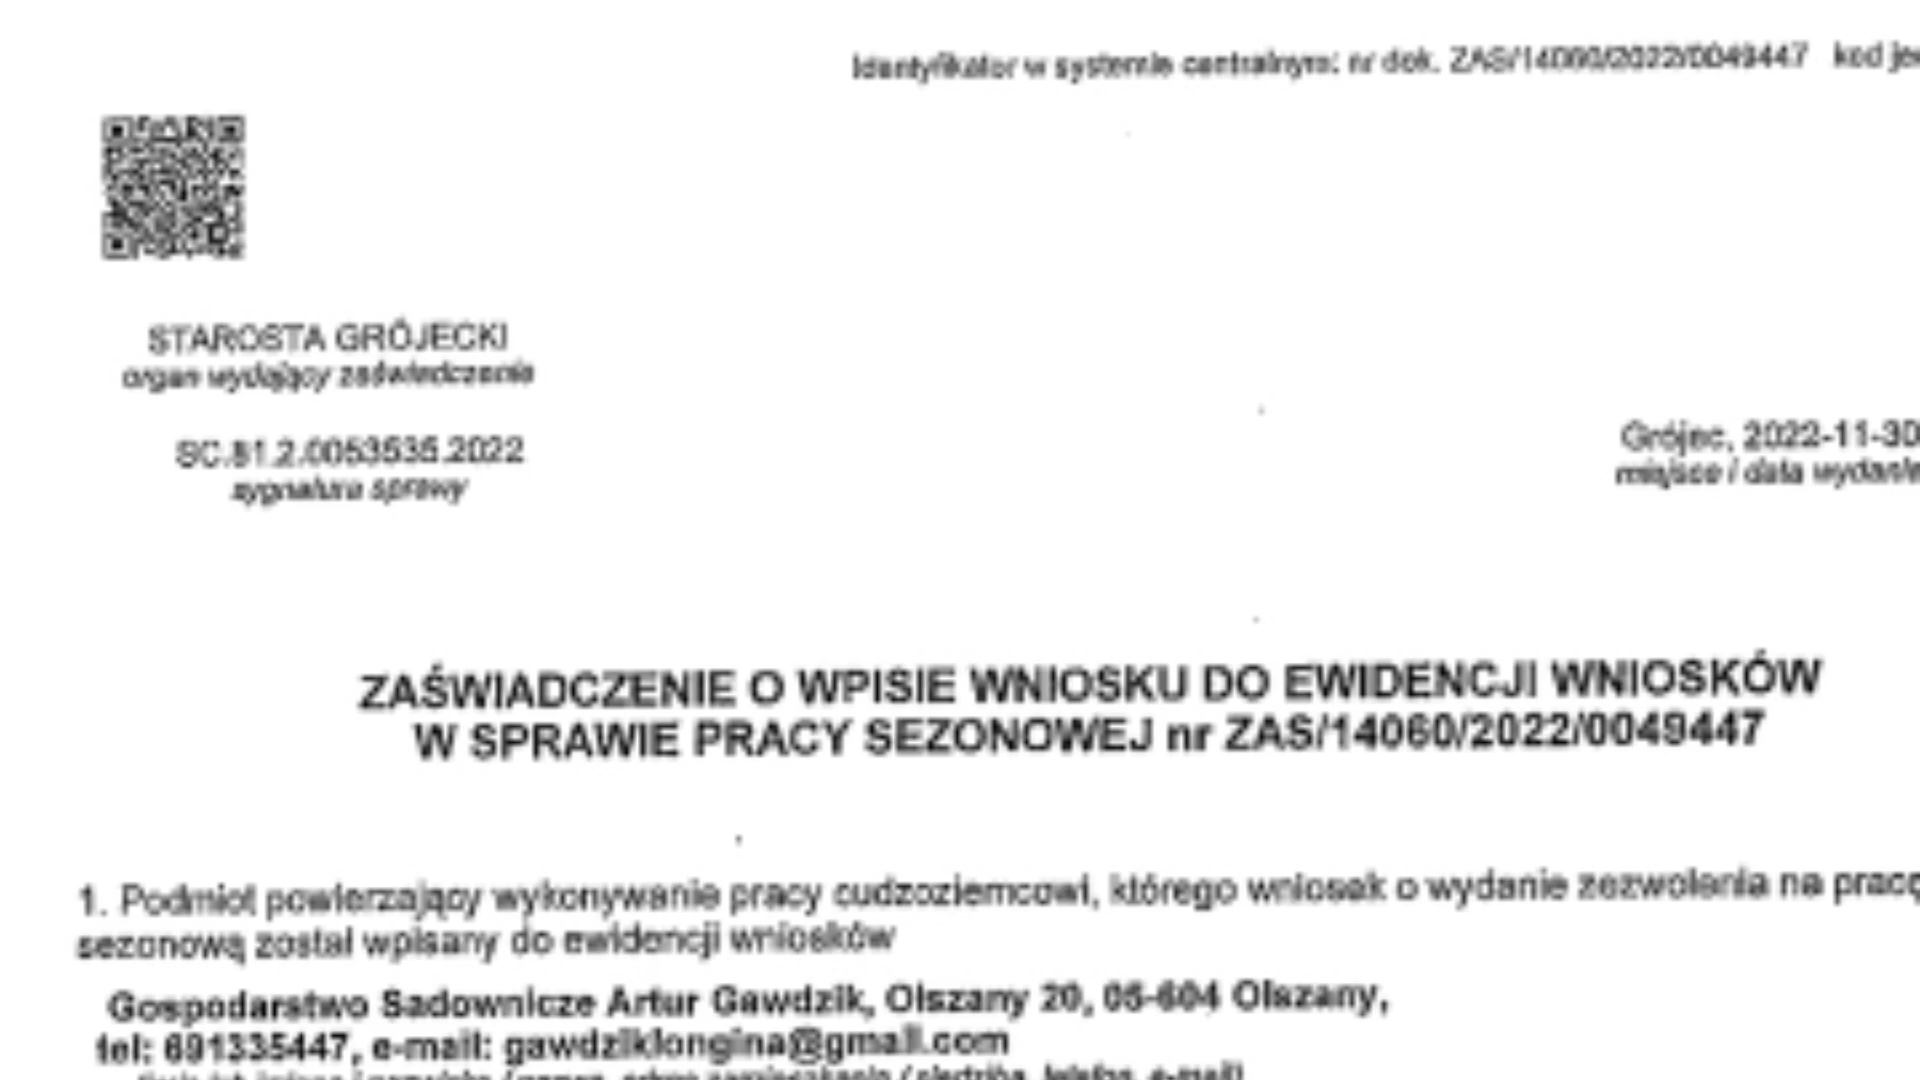 Identyfikator w systemie centralnym: nr dok. ZAS/14060/2022/0049447 kod
STAROSTA GRÓJECKI
organ wydający zaświadczenie
SC.81.2.0053535.2022
sygnatura sprawy
Grójec, 2022-11-30
miejsce i data wydanie
ZAŚWIADCZENIE O WPISIE WNIOSKU DO EWIDENCJI WNIOSKÓW
W SPRAWIE PRACY SEZONOWEJ nr ZAS/14060/2022/0049447
1. Podmiot powierzający wykonywanie pracy cudzoziemcowi, którego wniosek o wydanie zezwolenia na pracę
sezonową został wpisany do ewidencji wniosków
Gospodarstwo Sadownicze Artur Gawdzik, Olszany 20, 05-604 Olszany,
tel: 691335447, e-mail: gawdziklongina@gmail.com